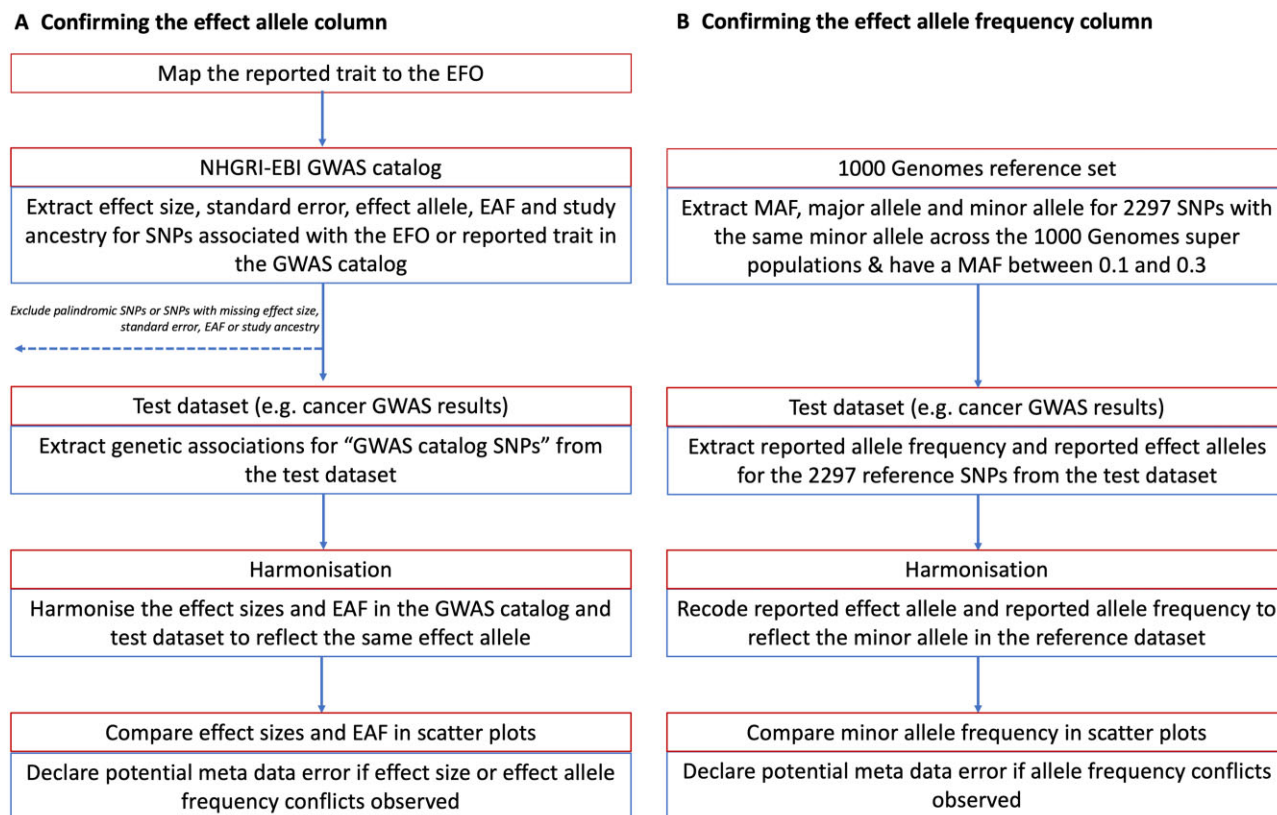 A Confirming the effect allele column
Map the reported trait to the EFO
NHGRI-EBI GWAS catalog
Extract effect size, standard error, effect allele, EAF and study
ancestry for SNPs associated with the EFO or reported trait in
the GWAS catalog
Exclude palindromic SNPs or SNPs with missing effect size,
standard error, EAF or study ancestry
Test dataset (e.g. cancer GWAS results)
Extract genetic associations for “GWAS catalog SNPs” from
the test dataset
Harmonisation
Harmonise the effect sizes and EAF in the GWAS catalog and
test dataset to reflect the same effect allele
Compare effect sizes and EAF in scatter plots
Declare potential meta data error if effect size or effect allele
frequency conflicts observed
B Confirming the effect allele frequency column
1000 Genomes reference set
Extract MAF, major allele and minor allele for 2297 SNPs with
the same minor allele across the 1000 Genomes super
populations & have a MAF between 0.1 and 0.3
Test dataset (e.g. cancer GWAS results)
Extract reported allele frequency and reported effect alleles
for the 2297 reference SNPs from the test dataset
Harmonisation
Recode reported effect allele and reported allele frequency to
reflect the minor allele in the reference dataset
Compare minor allele frequency in scatter plots
Declare potential meta data error if allele frequency conflicts
observed